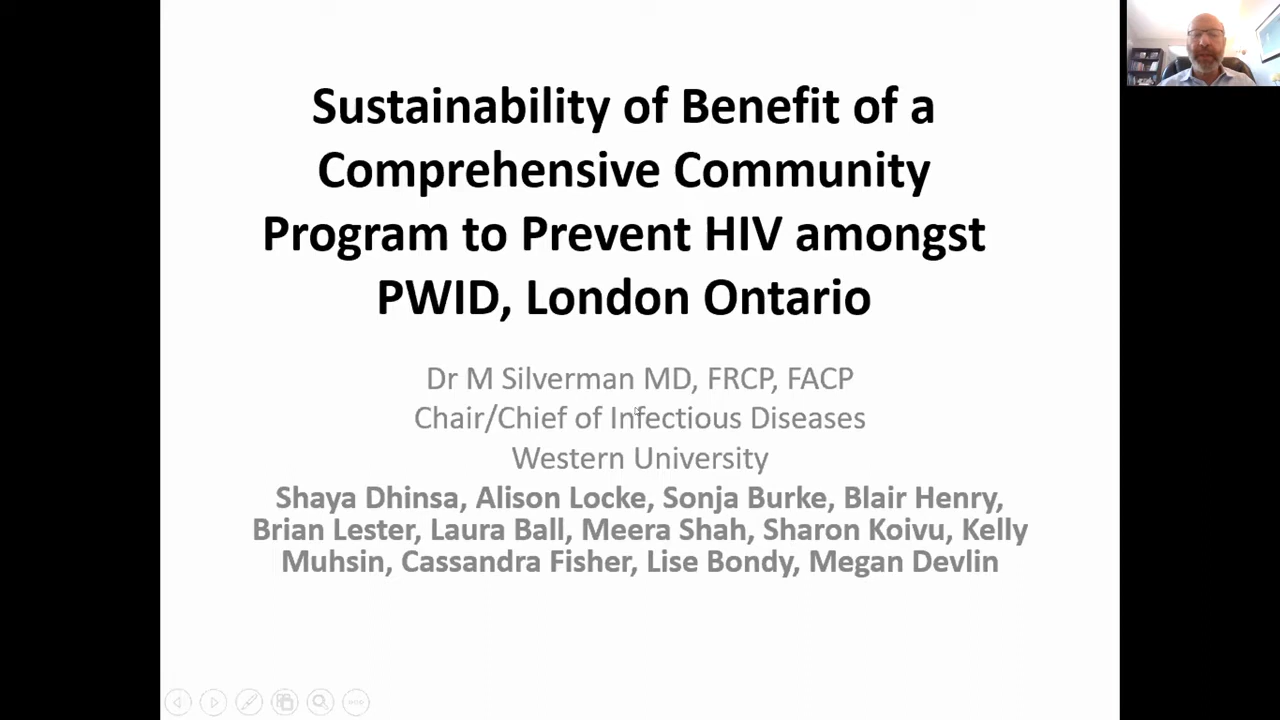 Sustainability of Benefit of a
Comprehensive Community
Program to Prevent HIV amongst
PWID, London Ontario
Dr M Silverman MD, FRCP, FACP
Chair/Chief of Infectious Diseases
Western University
Shaya Dhinsa, Alison Locke, Sonja Burke, Blair Henry,
Brian Lester, Laura Ball, Meera Shah, Sharon Koivu, Kelly
Muhsin, Cassandra Fisher, Lise Bondy, Megan Devlin